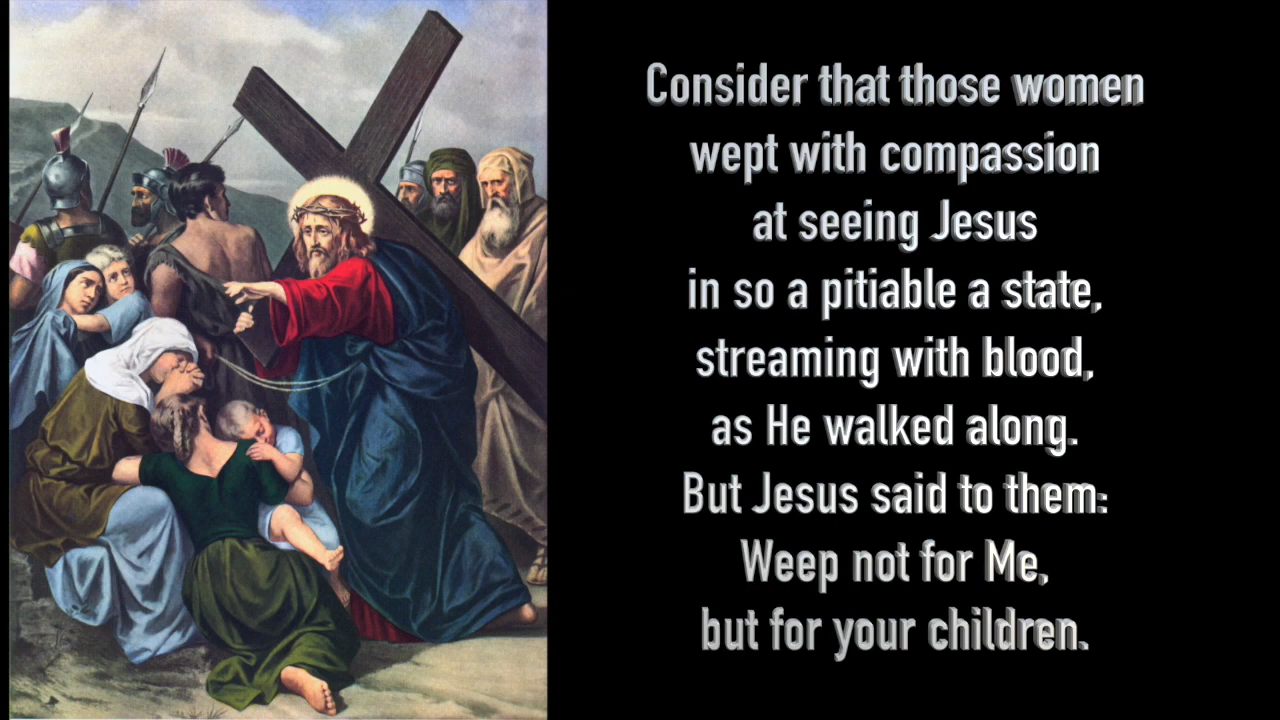 Consider that those women
wept with compassion
at seeing Jesus
in so a pitiable a state,
streaming with blood,
as He walked along.
But Jesus said to them:
Weep not for Me,
but for your children.